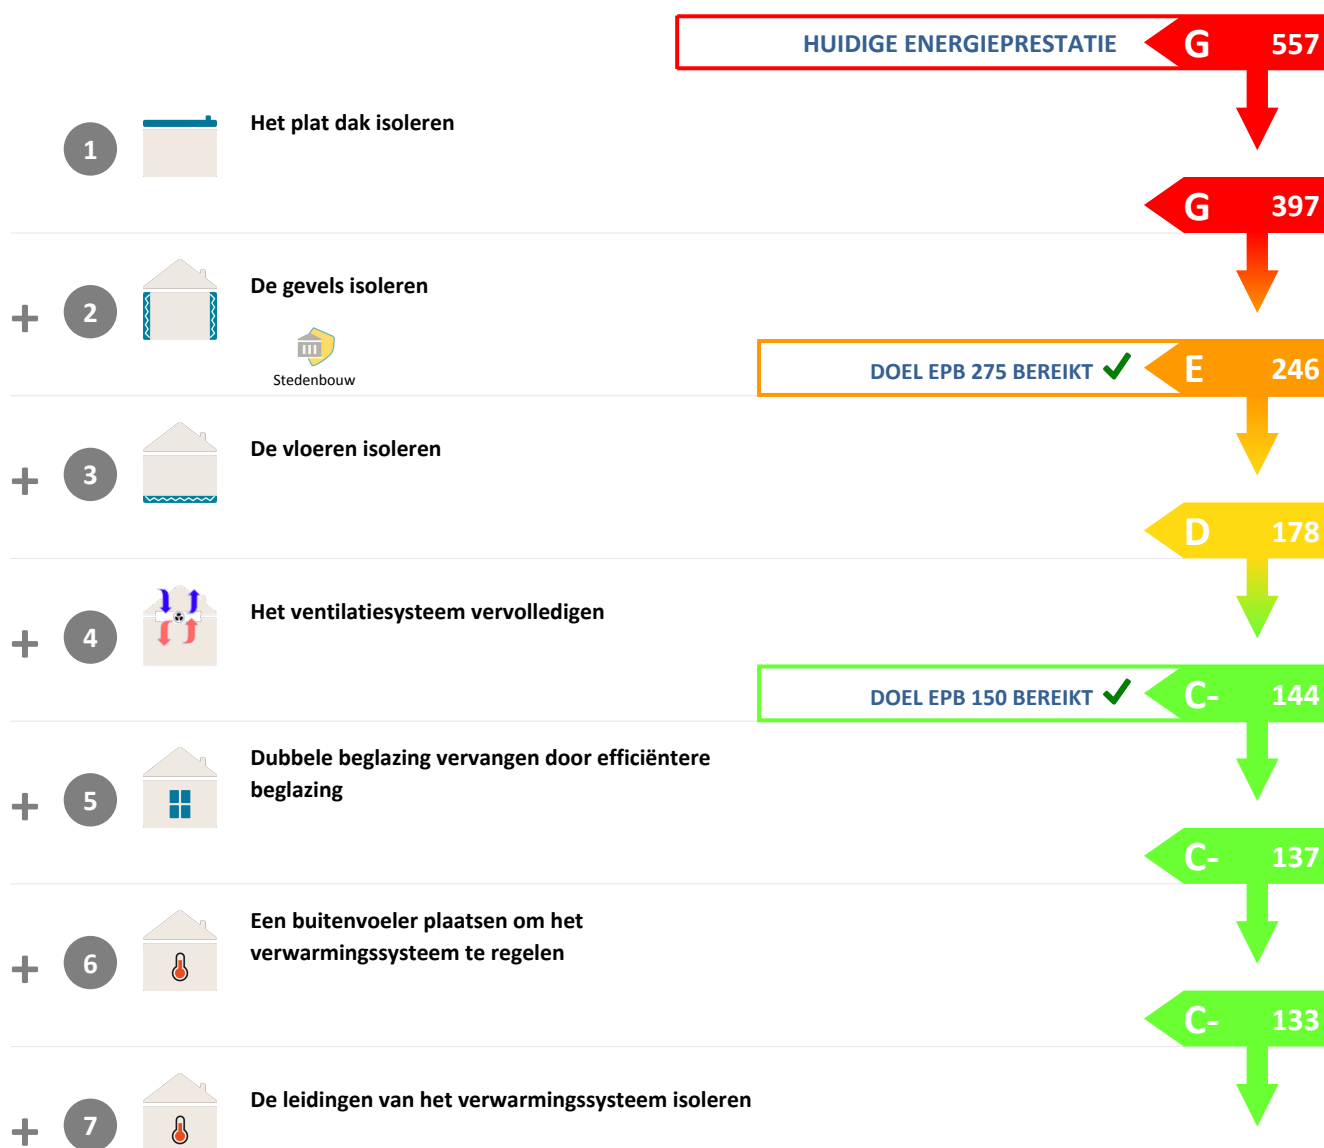 HUIDIGE ENERGIEPRESTATIE G 557
1 Het plat dak isoleren
G 397
+ 2 De gevels isoleren
Stedenbouw
DOEL EPB 275 BEREIKT ✓ E 246
+ 3 De vloeren isoleren
D 178
+ 4 Het ventilatiesysteem vervolledigen
DOEL EPB 150 BEREIKT ✓ C- 144
+ 5 Dubbele beglazing vervangen door efficiëntere
beglazing
C- 137
+ 6 Een buitenvoeler plaatsen om het
verwarmingssysteem te regelen
C- 133
+ 7 De leidingen van het verwarmingssysteem isoleren